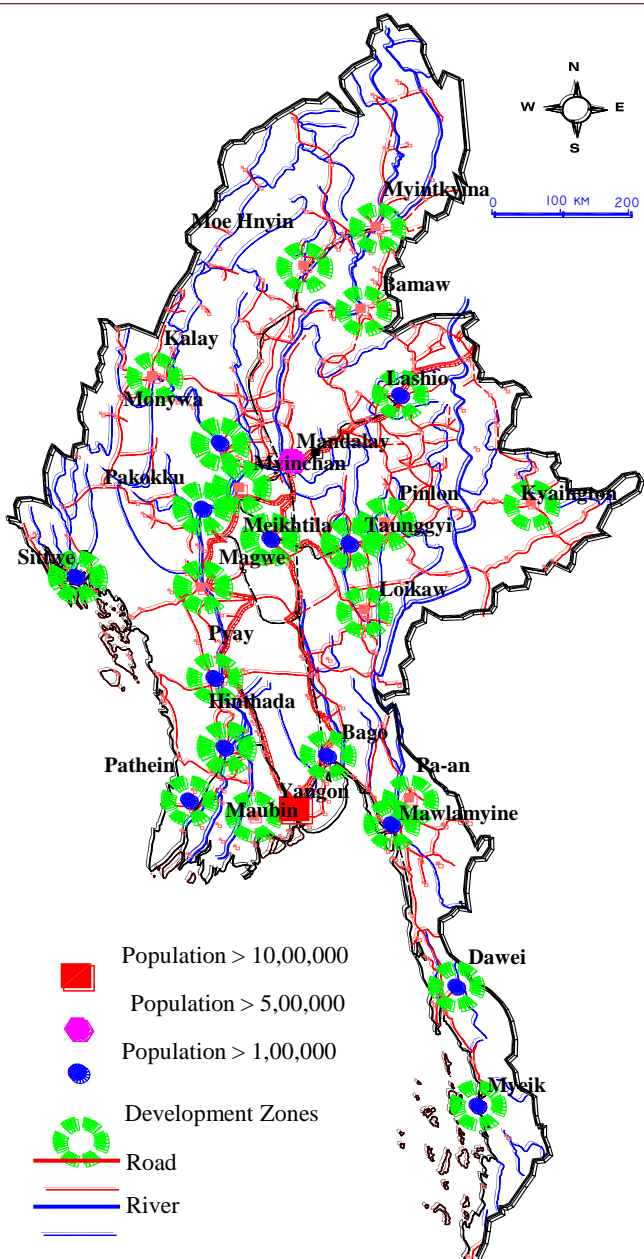 N
W E
S
0 100 KM 200
Myintkyina
Moe Hnyin
Bamaw
Kalay
Lashio
Monywa
Mandalay
Myinchan
Pakokku
Pinlon
Kyaington
Meikhtila
Taunggyi
Sittwe
Magwe
Loikaw
Pyay
Hinthada
Bago
Pathein
Pa-an
Yangon
Maubin
Mawlamyine
Dawei
Myeik
Population > 10,00,000
Population > 5,00,000
Population > 1,00,000
Development Zones
Road
River